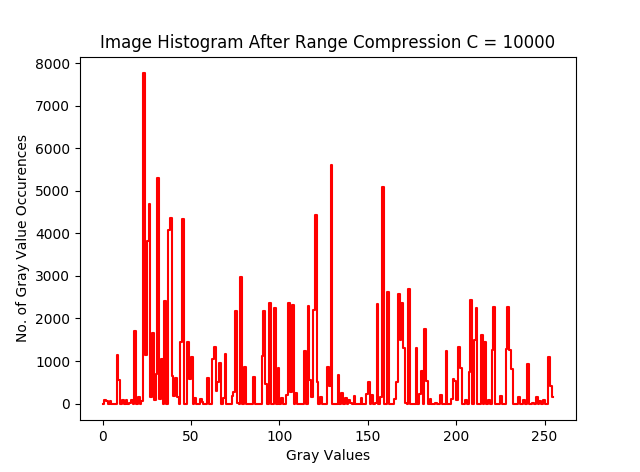 Image Histogram After Range Compression C = 10000
8000
7000
6000
5000
4000
3000
2000
1000
0
No. of Gray Value Occurences
0 50 100 150 200 250
Gray Values